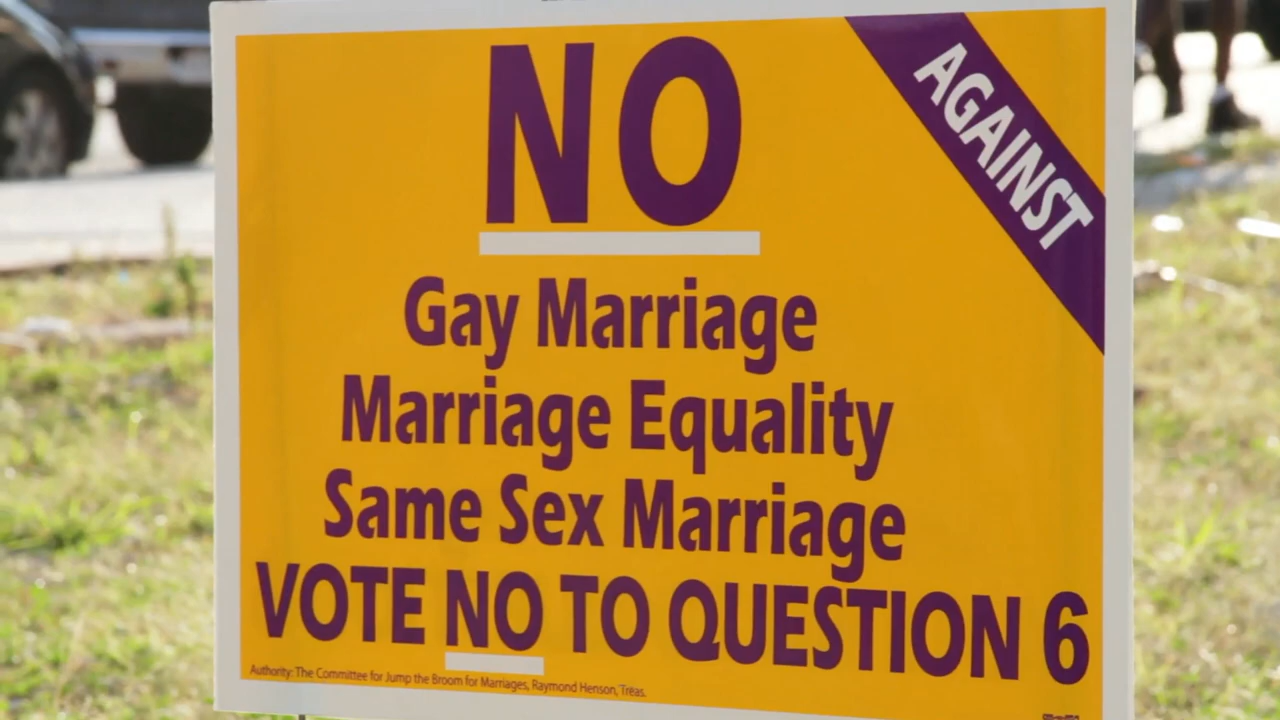 NO
AGAINST
Gay Marriage
Marriage Equality
Same Sex Marriage
VOTE NO TO QUESTION 6
Authority: The Committee for Jump the Broom for Marriages, Raymond Henson, Treas.